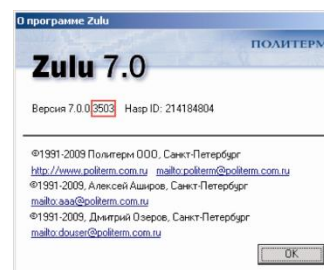 О программе Zulu
ПОЛИТЕРМ
Zulu 7.0
Версия 7.0.0.3503 Hasp ID: 214184804
©1991-2009 Политерм ООО, Санкт-Петербург
http://www.politerm.com.ru mailto:politerm@politerm.com.ru
©1991-2009, Алексей Аширов, Санкт-Петербург
mailto:aaa@politerm.com.ru
©1991-2009, Дмитрий Озеров, Санкт-Петербург
mailto:douser@politerm.com.ru
OK